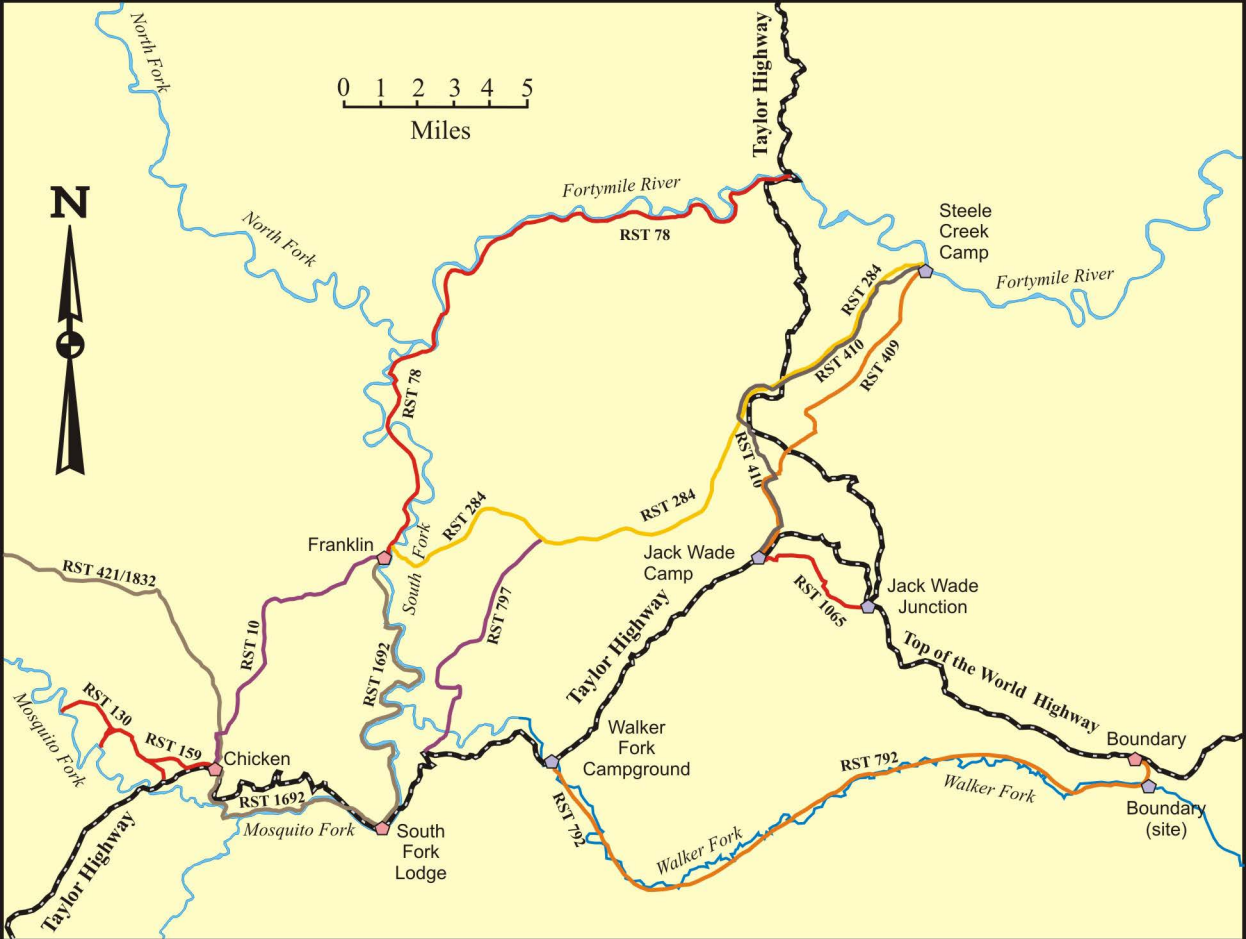 North Fork
Taylor Highway
0 1 2 3 4 5
Miles
N
Fortymile River
RST 78
North Fork
Steele
Creek
Camp
RST 284
Fortymile River
RST 410
RST 409
RST 78
RST 410
RST 284
RST 284
Franklin
South Fork
Jack Wade
Camp
RST 421/1832
RST 1065
Jack Wade
Junction
RST 10
RST 797
RST 1692
Taylor Highway
Top of the World Highway
RST 130
Mosquito Fork
RST 159
Chicken
Walker
Fork
Campground
Boundary
RST 792
Walker Fork
Boundary
(site)
RST 1692
RST 792
Mosquito Fork
South
Fork
Lodge
Walker Fork
Taylor Highway